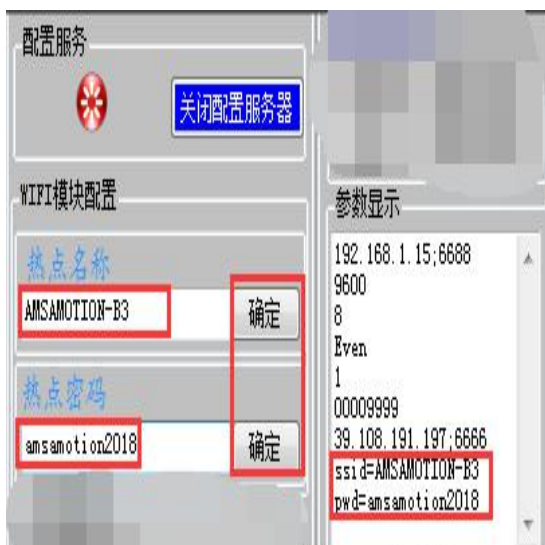 配置服务
关闭配置服务器
WIFI模块配置
热点名称
AMSAMOTION-B3
确定
热点密码
amsamotion2018
确定
参数显示
192.168.1.15;6688
9600
8
Even
1
00009999
39.108.191.197;6666
ssid=AMSAMOTION-B3
pwd=amsamotion2018